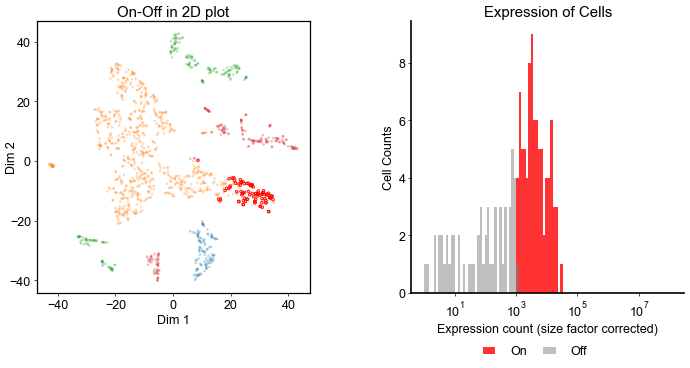 On-Off in 2D plot
Dim 2
40
20
0
−20
−40
−40 −20 0 20 40
Dim 1
Expression of Cells
Cell Counts
8
6
4
2
0
10^1 10^3 10^5 10^7
Expression count (size factor corrected)
On Off